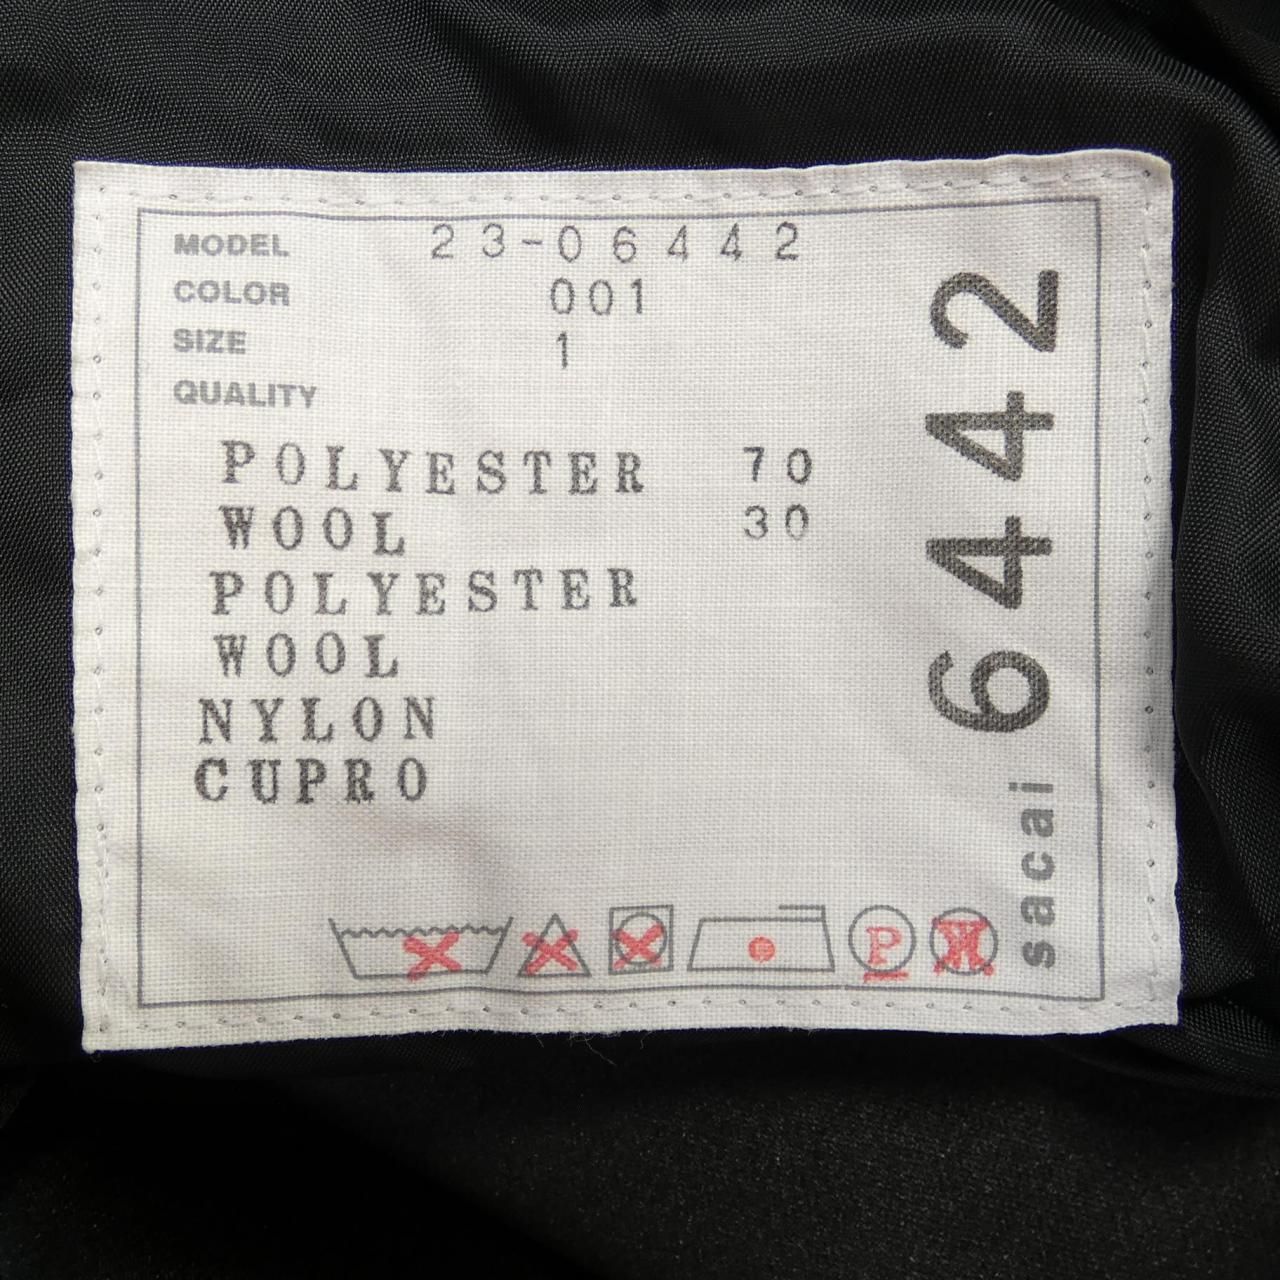 MODEL 23-06442
COLOR 001
SIZE 1
QUALITY
POLYESTER 70
WOOL 30
POLYESTER
WOOL
NYLON
CUPRO
P
W
sacai 6442